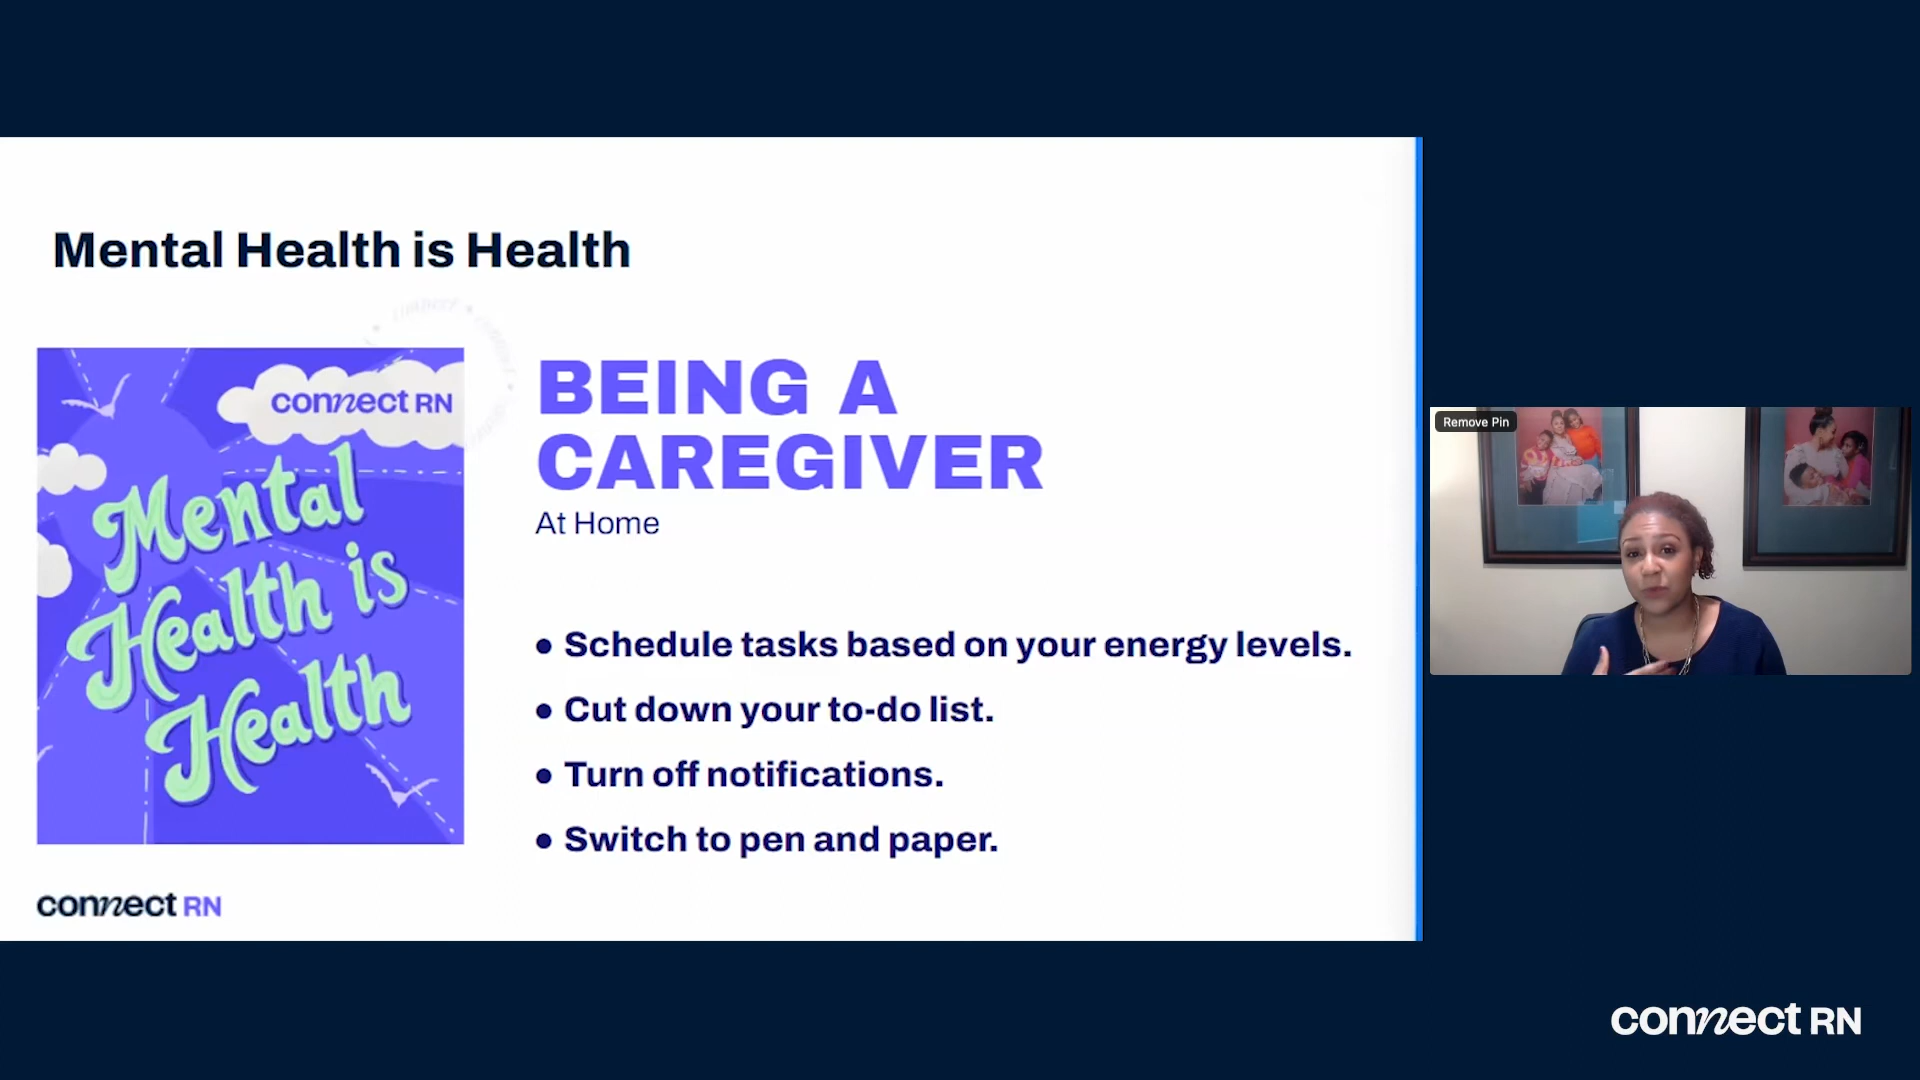 Mental Health is Health
connect RN
Mental
Health is
Health
BEING A
CAREGIVER
At Home
• Schedule tasks based on your energy levels.
• Cut down your to-do list.
• Turn off notifications.
• Switch to pen and paper.
connect RN
Remove Pin
connect RN